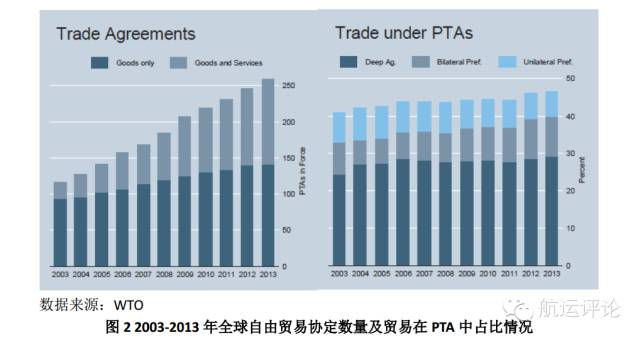 Trade Agreements
Goods only Goods and Services
250
200
150
100
50
0
PTAs in Force
2003 2004 2005 2006 2007 2008 2009 2010 2011 2012 2013
Trade under PTAs
Deep Ag. Bilateral Pref. Unilateral Pref.
50
40
30
20
10
0
Percent
2003 2004 2005 2006 2007 2008 2009 2010 2011 2012 2013
数据来源：WTO
航运评论
图 2 2003-2013 年全球自由贸易协定数量及贸易在 PTA 中占比情况